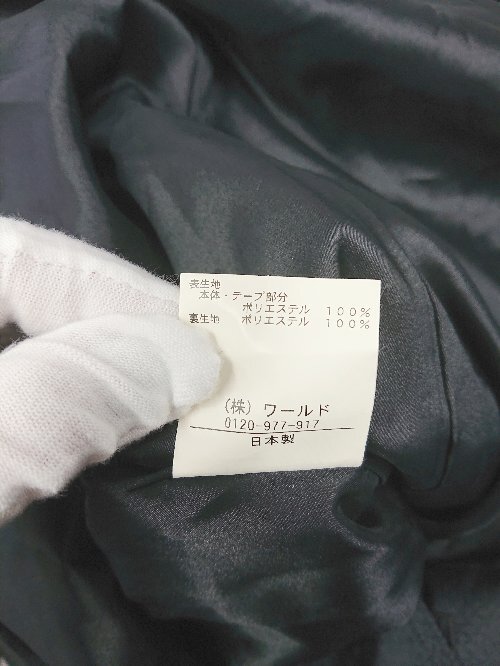 表生地
本体・テープ部分
ポリエステル 100%
裏生地 ポリエステル 100%
(株) ワールド
0120-977-917
日本製